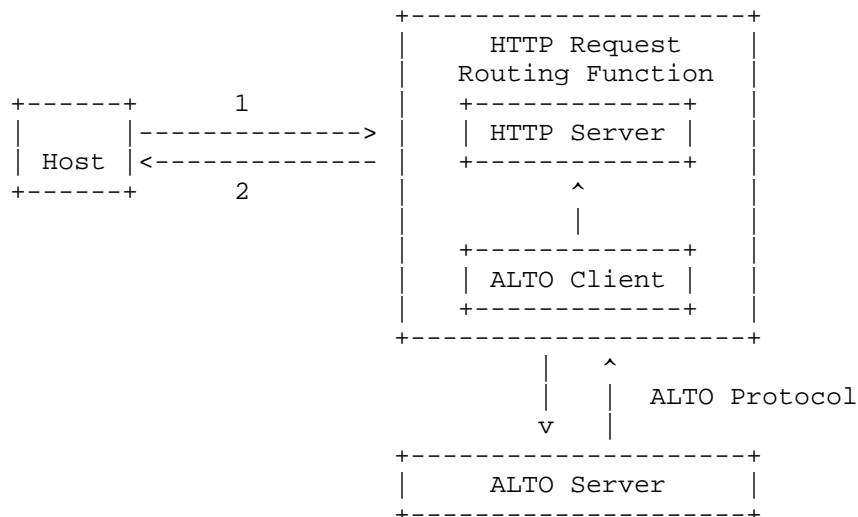 HTTP Request
Routing Function
1
HTTP Server
Host
2
ALTO Client
ALTO Protocol
ALTO Server